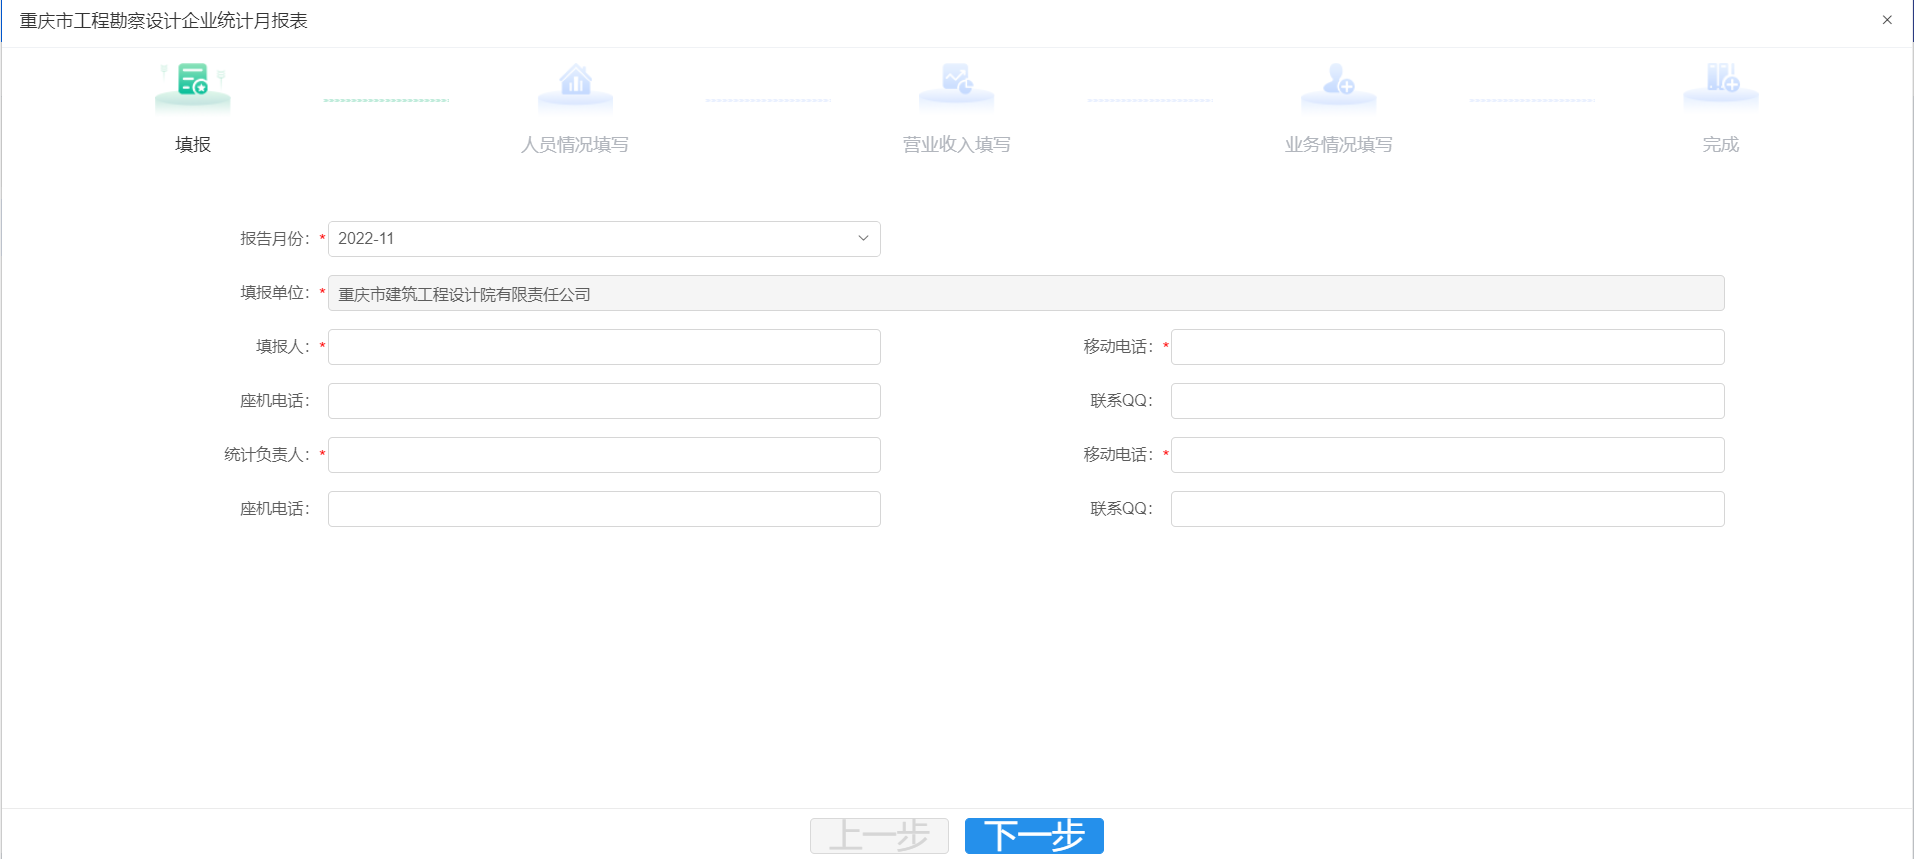 重庆市工程勘察设计企业统计月报表
填报 人员情况填写 营业收入填写 业务情况填写 完成
报告月份：* 2022-11
填报单位：* 重庆市建筑工程设计院有限责任公司
填报人：* 移动电话：*
座机电话： 联系QQ：
统计负责人：* 移动电话：*
座机电话： 联系QQ：
上一步 下一步